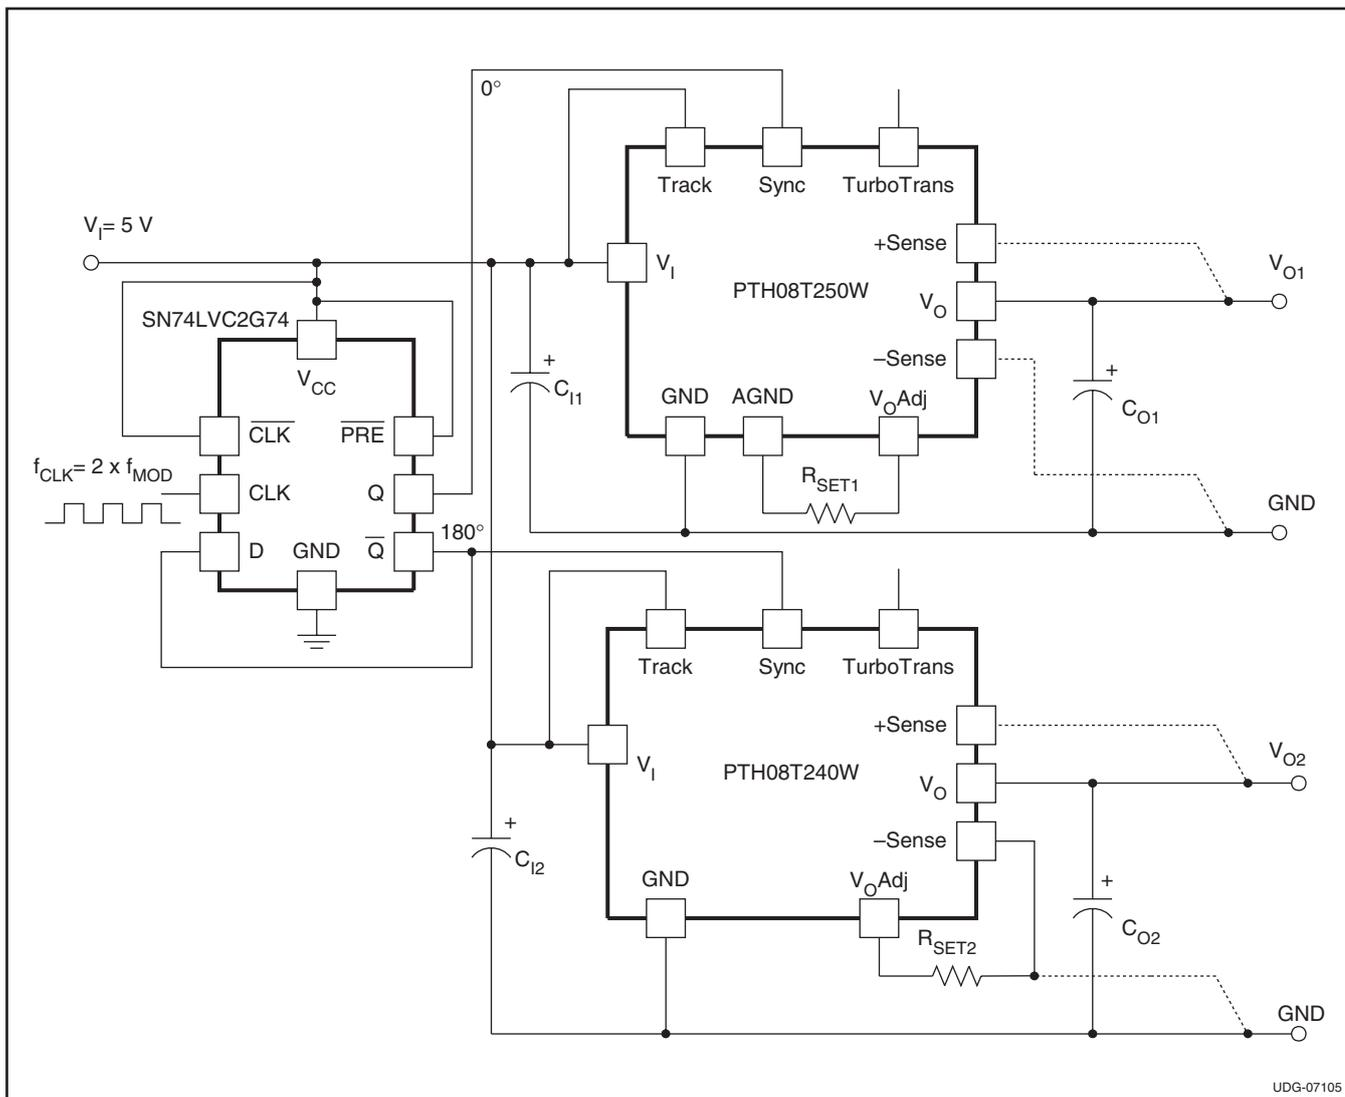 0°
Track
Sync
TurboTrans
V_I= 5 V
+Sense
V_I
PTH08T250W
V_O
V_O1
SN74LVC2G74
V_CC
–Sense
+
C_I1
+
C_O1
GND
AGND
V_OAdj
CLK
PRE
f_CLK= 2 x f_MOD
CLK
Q
R_SET1
GND
D
GND
Q
180°
Track
Sync
TurboTrans
+Sense
V_I
PTH08T240W
V_O
V_O2
–Sense
+
C_I2
GND
V_OAdj
+
C_O2
R_SET2
GND
UDG-07105